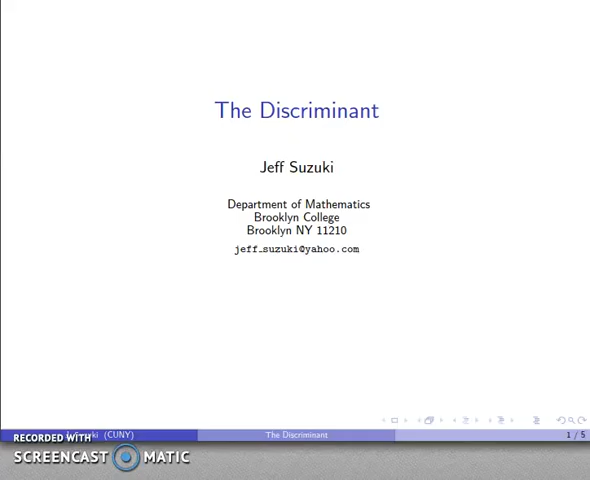 The Discriminant
Jeff Suzuki
Department of Mathematics
Brooklyn College
Brooklyn NY 11210
jeff_suzuki@yahoo.com
(CUNY)
The Discriminant
1 / 5
RECORDED WITH
SCREENCAST MATIC